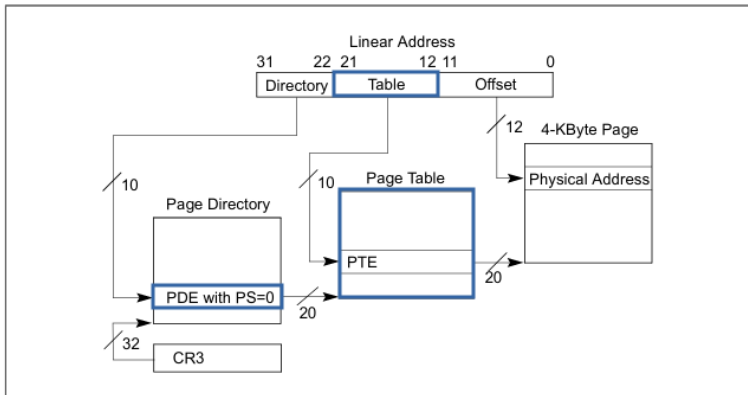 Linear Address
31 22 21 12 11 0
Directory Table Offset
12 4-KByte Page
10 10 Page Table Physical Address
Page Directory
PTE
20
PDE with PS=0
20
32 CR3